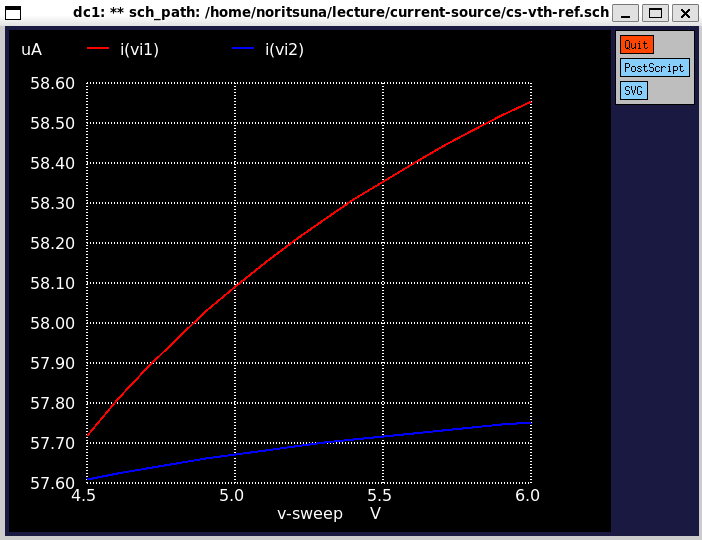 dc1: ** sch_path: /home/noritsuna/lecture/current-source/cs-vth-ref.sch
Quit
PostScript
SVG
uA i(vi1) i(vi2)
58.60
58.50
58.40
58.30
58.20
58.10
58.00
57.90
57.80
57.70
57.60
4.5 5.0 5.5 6.0
v-sweep V